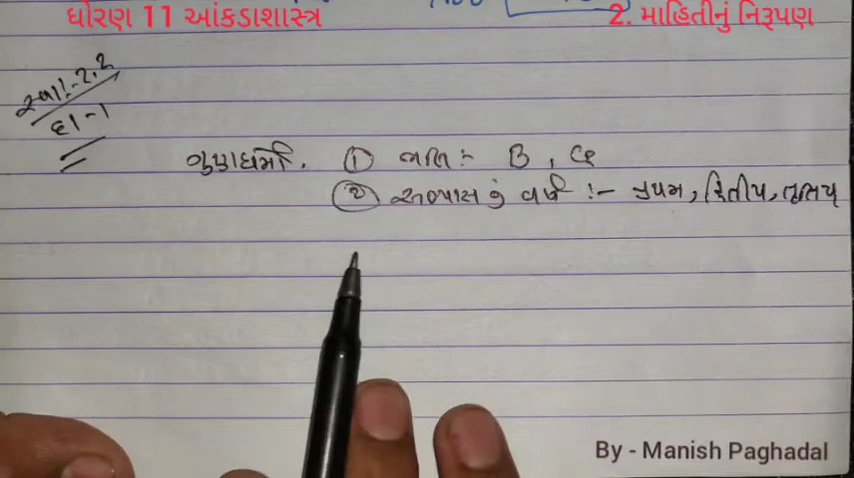 ધોરણ 11 આંકડાશાસ્ત્ર
2. માહિતીનું નિરૂપણ
સ્વા:- 2.2
દા - 1
ગુણધર્મો. ① જાતિ :- B, G
② અભ્યાસનું વર્ષ :- પ્રથમ, દ્વિતીય, તૃતીય
By - Manish Paghadal